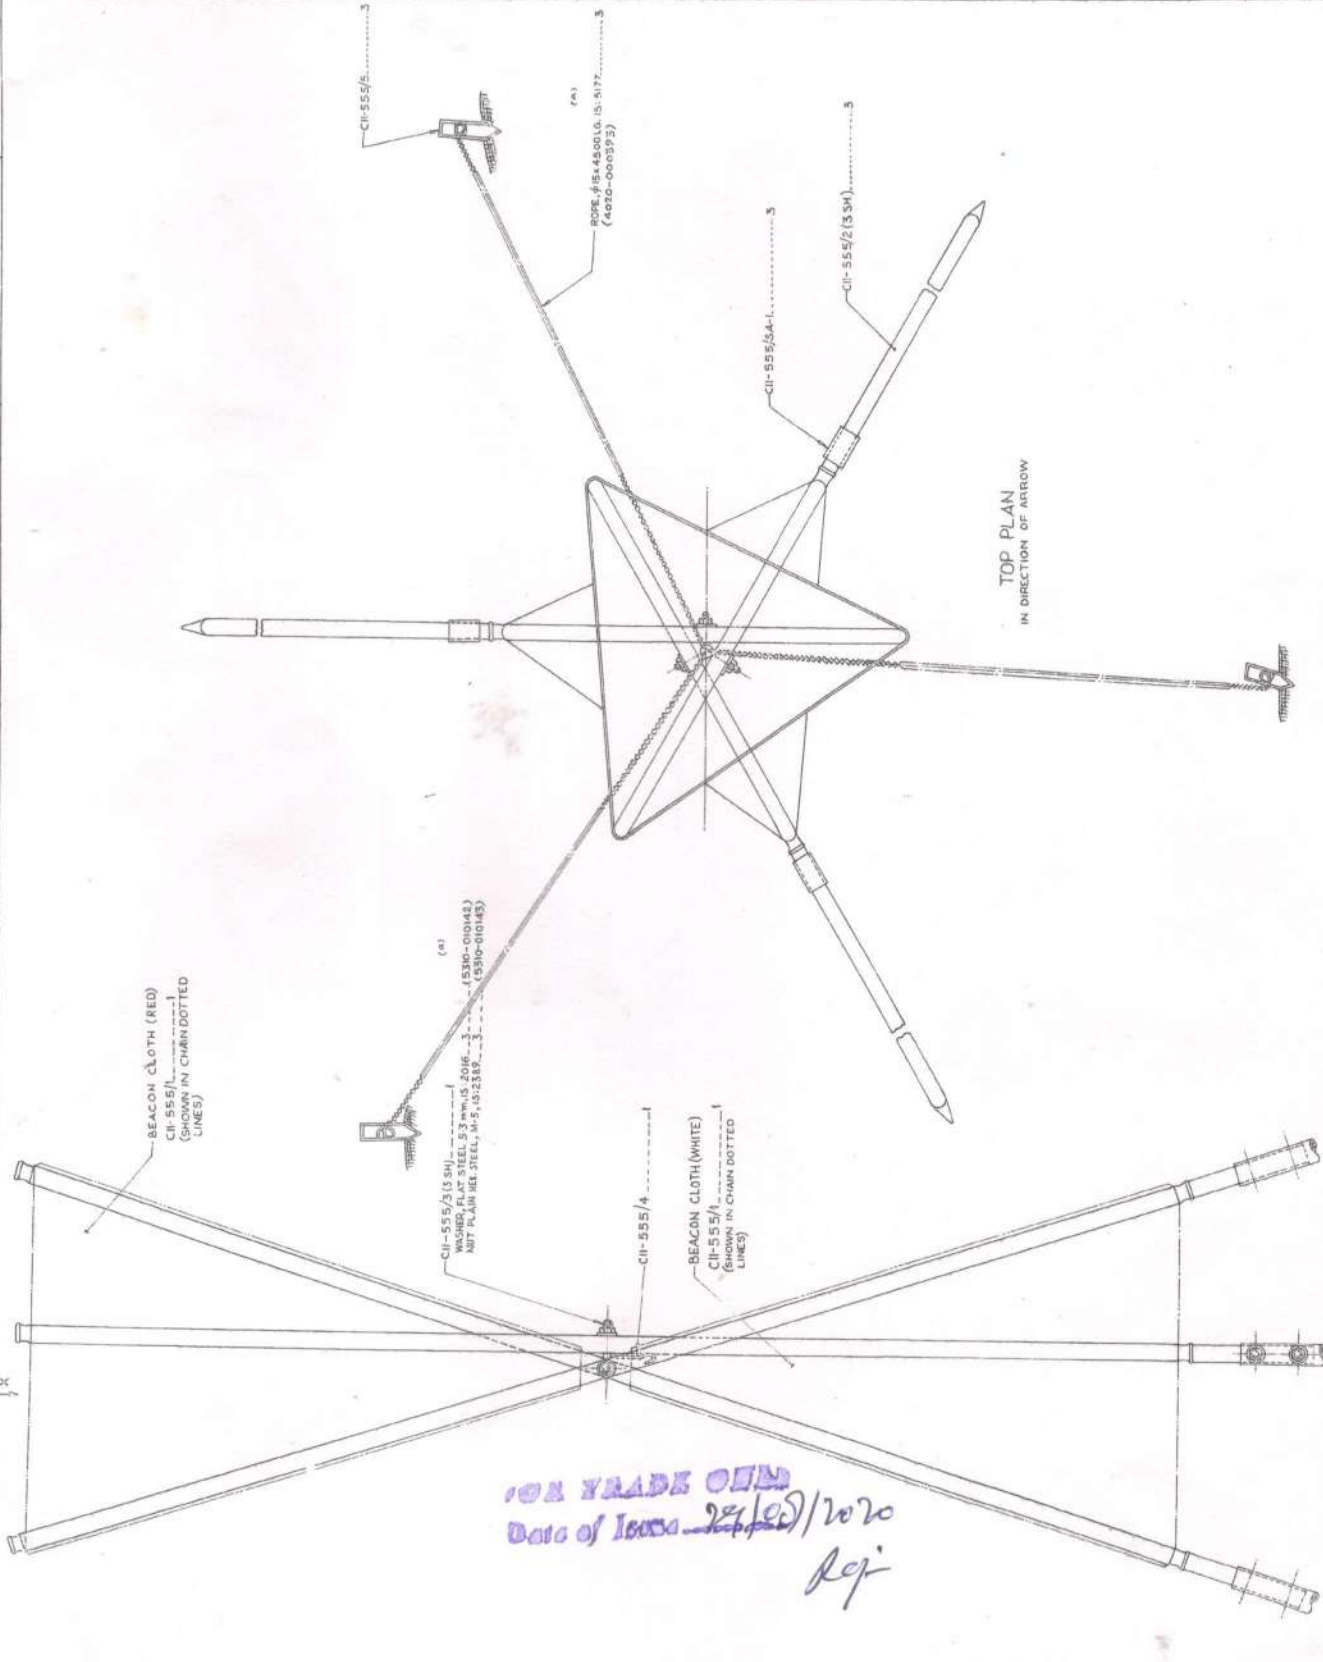 CII-555/5...........3
(A)
ROPE, φ15x4500LG. IS:5177...........3
(4020-000593)
CII-555/2 (3 SH)...........3
CII-555/SA-1...........3
TOP PLAN
IN DIRECTION OF ARROW
BEACON CLOTH (RED)
CII-555/1...........1
(SHOWN IN CHAIN DOTTED
LINES)
(A)
CII-555/3 (3 SH)...........1
WASHER, FLAT STEEL 5·3 mm, IS:2016...3......(5310-010142)
NUT PLAIN HEX. STEEL, M-5, IS:2389...3......(5310-010143)
CII-555/4...........1
BEACON CLOTH (WHITE)
CII-555/1...........1
(SHOWN IN CHAIN DOTTED
LINES)
FOR TRADE
Date of Issue /2020